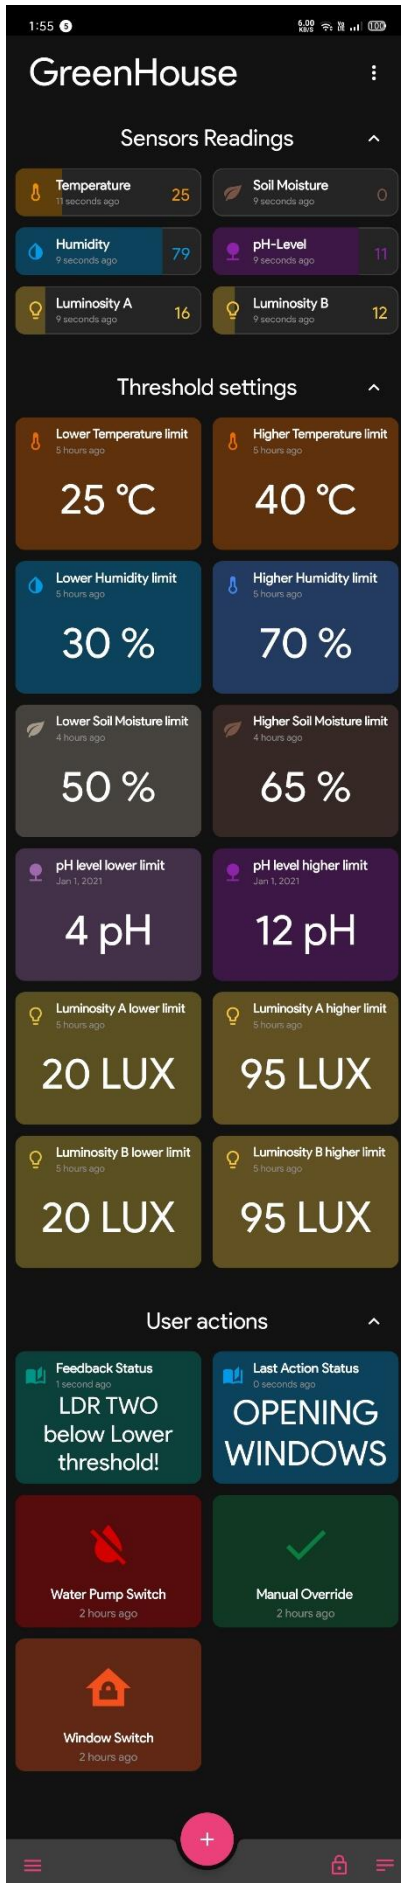 1:55 S 6.00 KB/S 100
GreenHouse
Sensors Readings
Temperature
11 seconds ago
25
Soil Moisture
9 seconds ago
0
Humidity
9 seconds ago
79
pH-Level
9 seconds ago
11
Luminosity A
9 seconds ago
16
Luminosity B
9 seconds ago
12
Threshold settings
Lower Temperature limit
5 hours ago
25 °C
Higher Temperature limit
5 hours ago
40 °C
Lower Humidity limit
5 hours ago
30 %
Higher Humidity limit
5 hours ago
70 %
Lower Soil Moisture limit
4 hours ago
50 %
Higher Soil Moisture limit
4 hours ago
65 %
pH level lower limit
Jan 1, 2021
4 pH
pH level higher limit
Jan 1, 2021
12 pH
Luminosity A lower limit
5 hours ago
20 LUX
Luminosity A higher limit
5 hours ago
95 LUX
Luminosity B lower limit
5 hours ago
20 LUX
Luminosity B higher limit
5 hours ago
95 LUX
User actions
Feedback Status
1 second ago
LDR TWO
below Lower
threshold!
Last Action Status
0 seconds ago
OPENING
WINDOWS
Water Pump Switch
2 hours ago
Manual Override
2 hours ago
Window Switch
2 hours ago